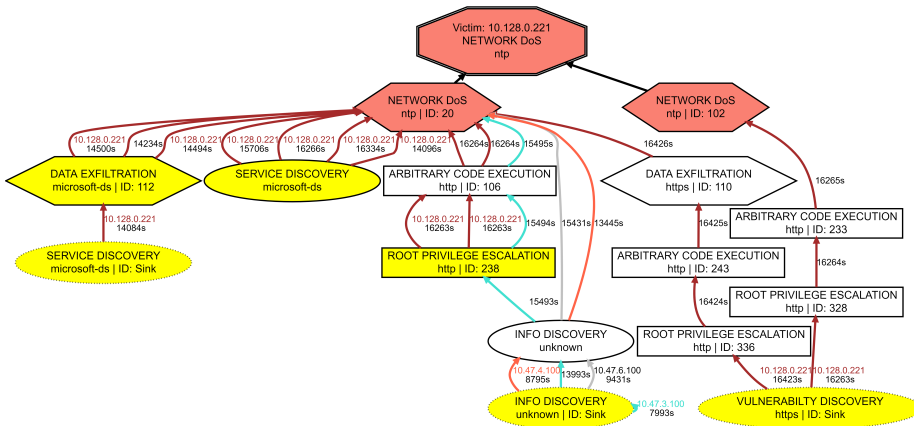 Victim: 10.128.0.221
NETWORK DoS
ntp
NETWORK DoS
ntp | ID: 20
NETWORK DoS
ntp | ID: 102
10.128.0.221
14500s
14234s
10.128.0.221
14494s
10.128.0.221
15706s
10.128.0.221
16266s
10.128.0.221
16334s
10.128.0.221
14096s
16264s
16264s
15495s
16426s
DATA EXFILTRATION
microsoft-ds | ID: 112
SERVICE DISCOVERY
microsoft-ds
ARBITRARY CODE EXECUTION
http | ID: 106
DATA EXFILTRATION
https | ID: 110
16265s
10.128.0.221
14084s
10.128.0.221
16263s
10.128.0.221
16263s
15494s
15431s
13445s
16425s
ARBITRARY CODE EXECUTION
http | ID: 233
SERVICE DISCOVERY
microsoft-ds | ID: Sink
ROOT PRIVILEGE ESCALATION
http | ID: 238
ARBITRARY CODE EXECUTION
http | ID: 243
16264s
15493s
16424s
ROOT PRIVILEGE ESCALATION
http | ID: 328
INFO DISCOVERY
unknown
ROOT PRIVILEGE ESCALATION
http | ID: 336
10.47.4.100
8795s
13993s
10.47.6.100
9431s
10.128.0.221
16423s
10.128.0.221
16263s
INFO DISCOVERY
unknown | ID: Sink
10.47.3.100
7993s
VULNERABILTY DISCOVERY
https | ID: Sink